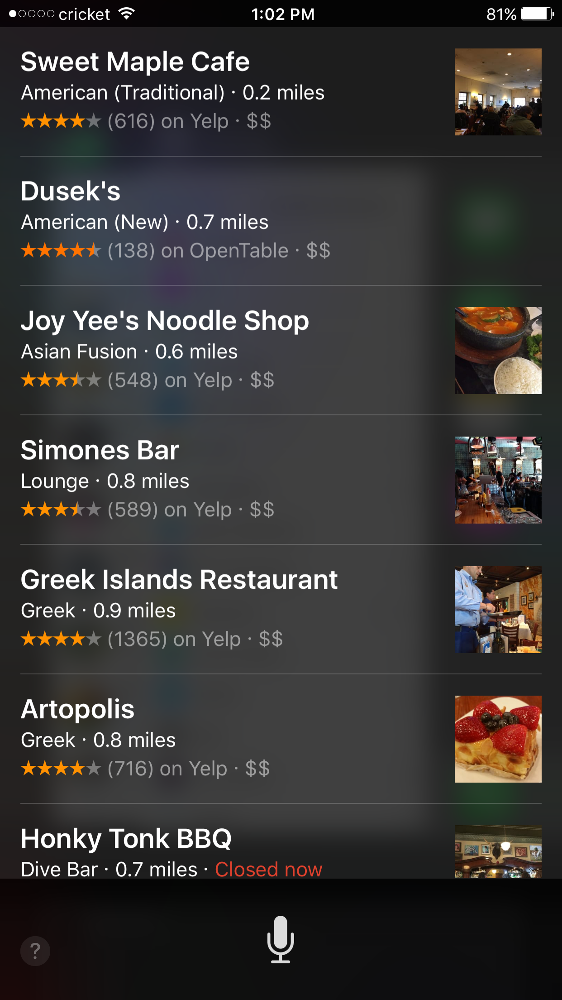 cricket 1:02 PM 81%
Sweet Maple Cafe
American (Traditional) · 0.2 miles
★★★★★ (616) on Yelp · $$
Dusek's
American (New) · 0.7 miles
★★★★★ (138) on OpenTable · $$
Joy Yee's Noodle Shop
Asian Fusion · 0.6 miles
★★★★★ (548) on Yelp · $$
Simones Bar
Lounge · 0.8 miles
★★★★★ (589) on Yelp · $$
Greek Islands Restaurant
Greek · 0.9 miles
★★★★★ (1365) on Yelp · $$
Artopolis
Greek · 0.8 miles
★★★★★ (716) on Yelp · $$
Honky Tonk BBQ
Dive Bar · 0.7 miles · Closed now
?